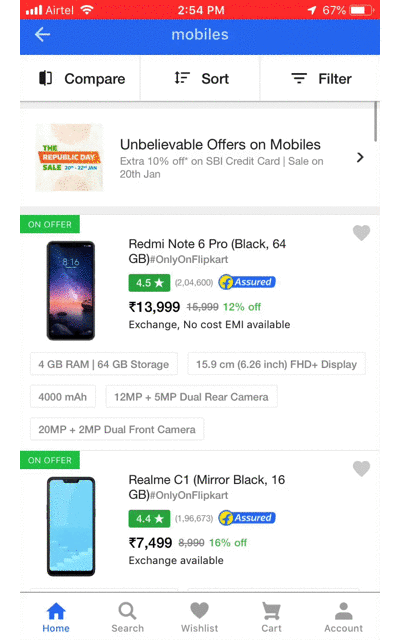 Airtel 2:54 PM 67%
mobiles
Compare Sort Filter
THE
REPUBLIC DAY
SALE 20th - 22nd JAN
Unbelievable Offers on Mobiles
Extra 10% off* on SBI Credit Card | Sale on
20th Jan
ON OFFER
8:16
Redmi Note 6 Pro (Black, 64
GB)#OnlyOnFlipkart
4.5 ★ (2,04,600) f Assured
₹13,999 15,999 12% off
Exchange, No cost EMI available
4 GB RAM | 64 GB Storage 15.9 cm (6.26 inch) FHD+ Display
4000 mAh 12MP + 5MP Dual Rear Camera
20MP + 2MP Dual Front Camera
ON OFFER
Realme C1 (Mirror Black, 16
GB)#OnlyOnFlipkart
4.4 ★ (1,96,673) f Assured
₹7,499 8,990 16% off
Exchange available
Home Search Wishlist Cart Account